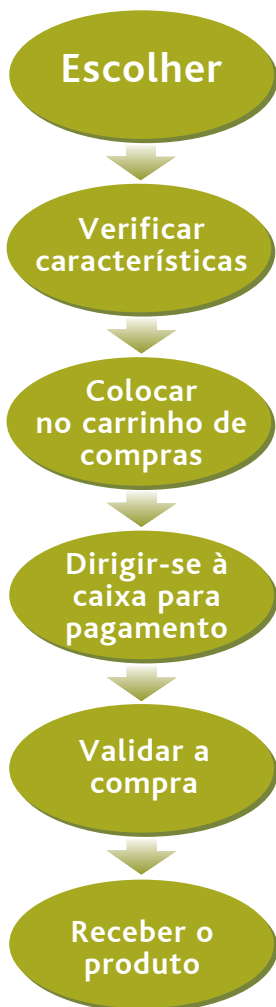 Escolher
Verificar
características
Colocar
no carrinho de
compras
Dirigir-se à
caixa para
pagamento
Validar a
compra
Receber o
produto